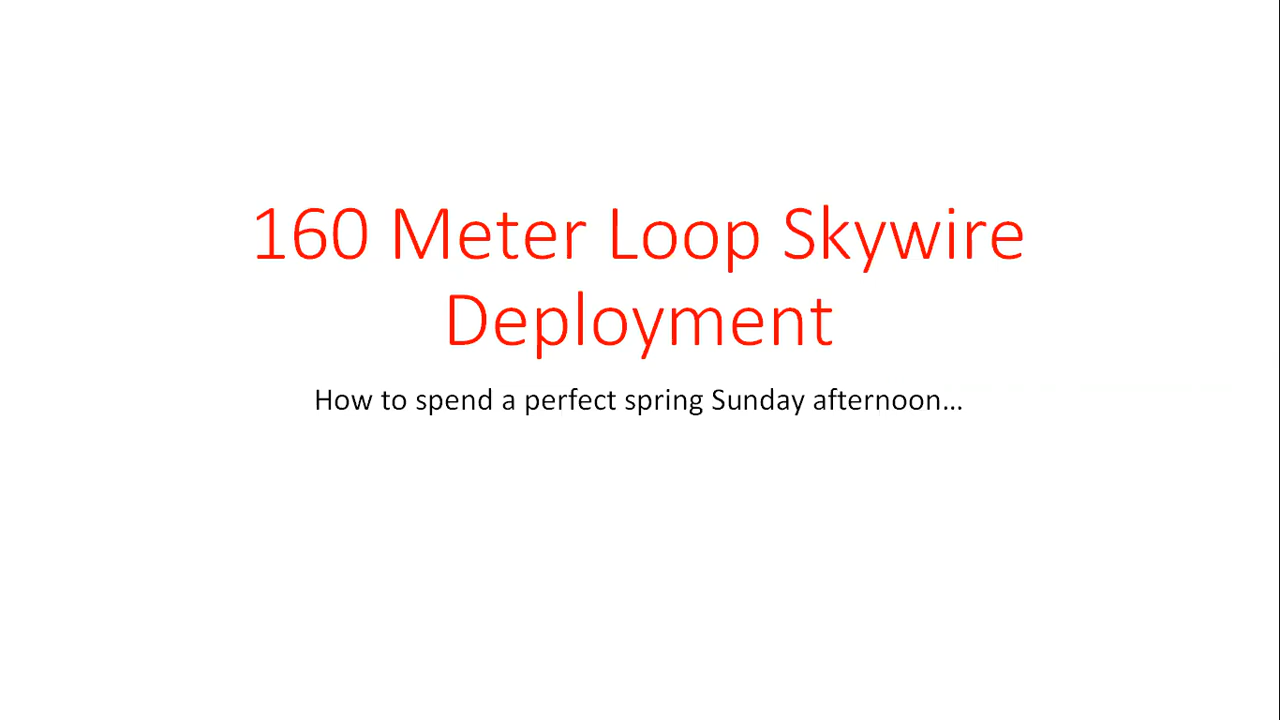 160 Meter Loop Skywire
Deployment
How to spend a perfect spring Sunday afternoon…